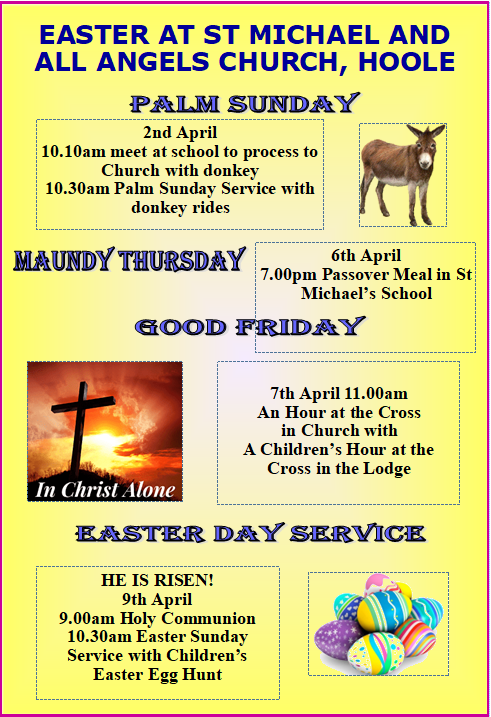 EASTER AT ST MICHAEL AND
ALL ANGELS CHURCH, HOOLE
PALM SUNDAY
2nd April
10.10am meet at school to process to
Church with donkey
10.30am Palm Sunday Service with
donkey rides
MAUNDY THURSDAY
6th April
7.00pm Passover Meal in St
Michael's School
GOOD FRIDAY
7th April 11.00am
An Hour at the Cross
in Church with
A Children's Hour at the
Cross in the Lodge
In Christ Alone
EASTER DAY SERVICE
HE IS RISEN!
9th April
9.00am Holy Communion
10.30am Easter Sunday
Service with Children's
Easter Egg Hunt